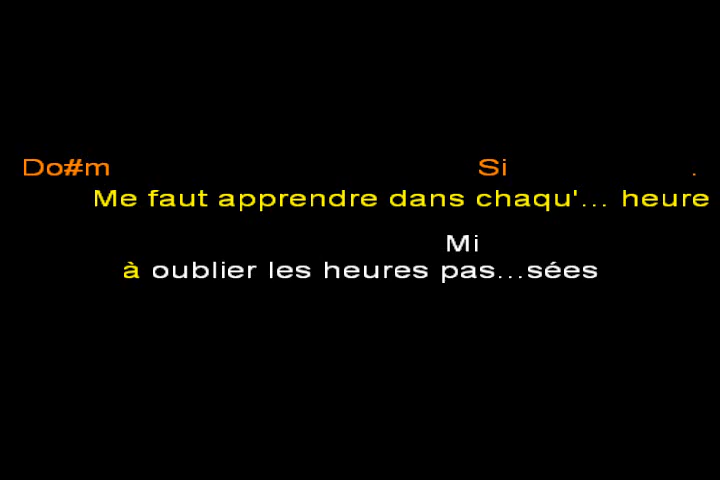 Do#m Si .
Me faut apprendre dans chaqu'... heure
Mi
à oublier les heures pas...sées